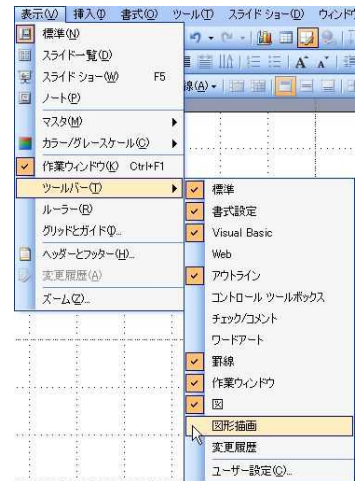 表示(V) 挿入(I) 書式(O) ツール(T) スライド ショー(D)
標準(N)
スライド一覧(D)
スライド ショー(W) F5
ノート(P)
マスタ(M)
カラー/グレースケール(C)
作業ウィンドウ(K) Ctrl+F1
ツールバー(T)
ルーラー(R)
グリッドとガイド(I)...
ヘッダーとフッター(H)...
変更履歴(A)
ズーム(Z)...
標準
書式設定
Visual Basic
Web
アウトライン
コントロール ツールボックス
チェック/コメント
ワードアート
罫線
作業ウィンドウ
図
図形描画
変更履歴
ユーザー設定(C)...